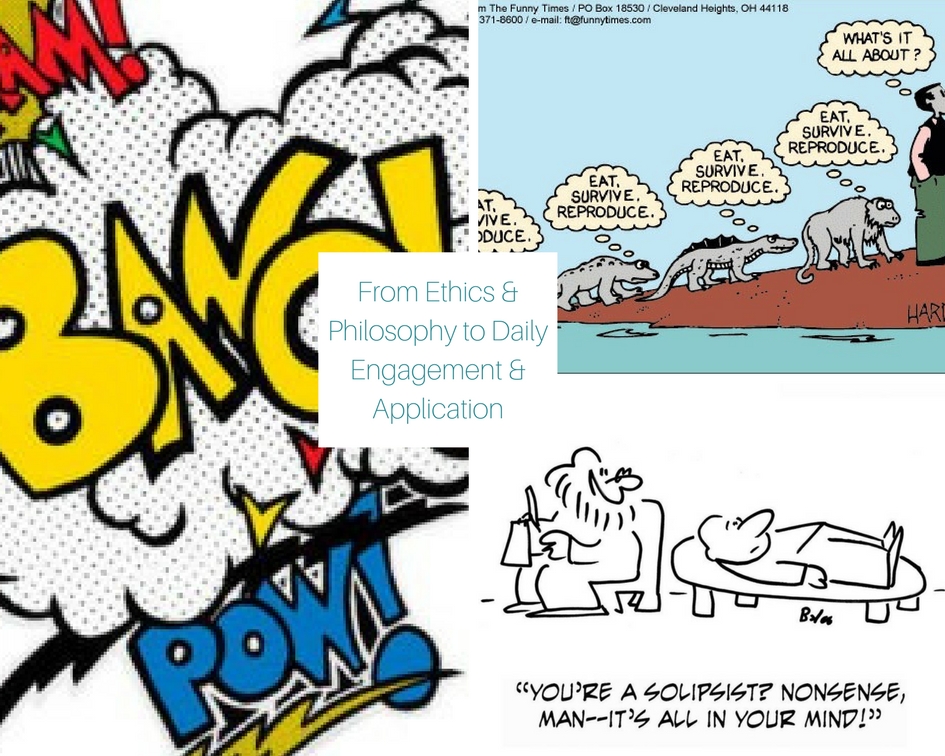 AM!
BANG!
POW!
m The Funny Times / PO Box 18530 / Cleveland Heights, OH 44118
371-8600 / e-mail: ft@funnytimes.com
WHAT'S IT
ALL ABOUT?
EAT,
SURVIVE,
REPRODUCE.
EAT,
SURVIVE,
REPRODUCE.
EAT,
SURVIVE,
REPRODUCE.
AT,
VIVE,
DUCE.
HAR
From Ethics &
Philosophy to Daily
Engagement &
Application
“YOU'RE A SOLIPSIST? NONSENSE,
MAN--IT'S ALL IN YOUR MIND!”